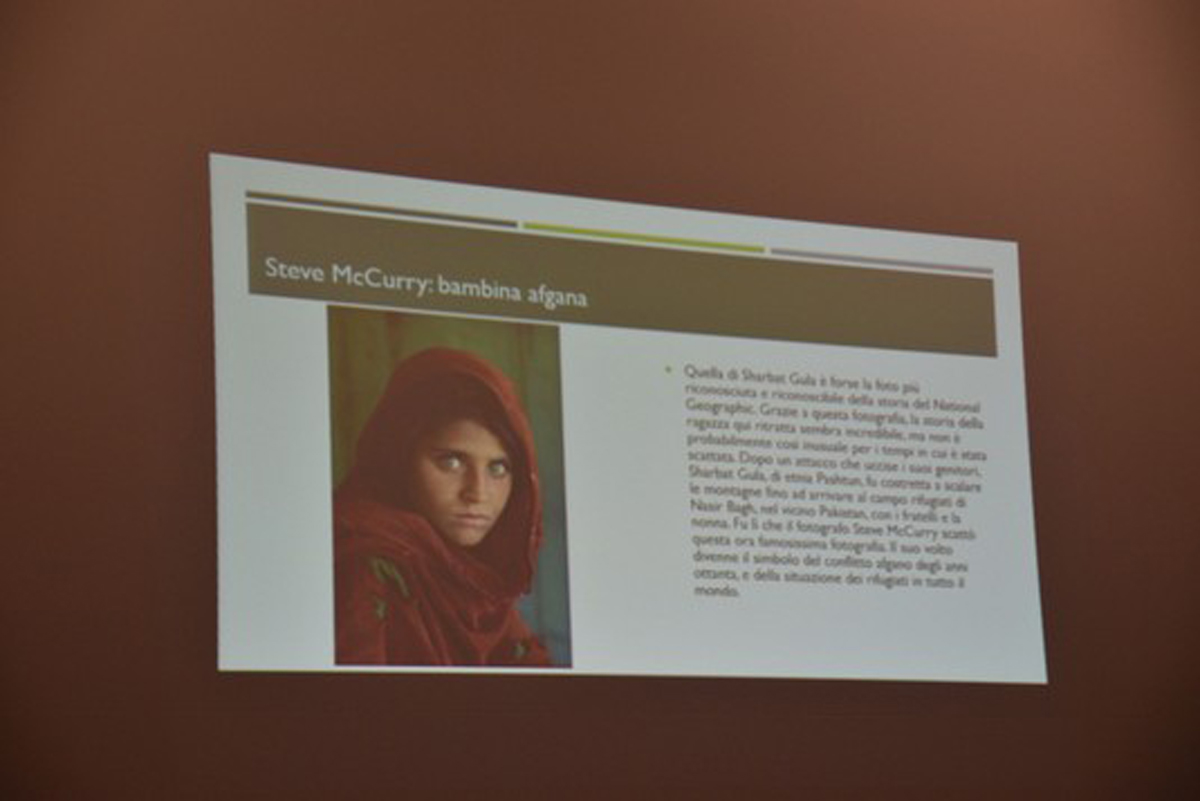 Steve McCurry: bambina afgana
Quella di Sharbat Gula è forse la foto più
riconosciuta e riconoscibile della storia del National
Geographic. Grazie a questa fotografia, la storia della
ragazza qui ritratta sembra incredibile, ma non è
probabilmente così inusuale per i tempi in cui è stata
scattata. Dopo un attacco che uccise i suoi genitori,
Sharbat Gula, di etnia Pashtun, fu costretta a scalare
le montagne fino ad arrivare al campo rifugiati di
Nasir Bagh, nel vicino Pakistan, con i fratelli e la
nonna. Fu lì che il fotografo Steve McCurry scattò
questa ora famosissima fotografia. Il suo volto
divenne il simbolo del conflitto afgano degli anni
ottanta, e della situazione dei rifugiati in tutto il
mondo.